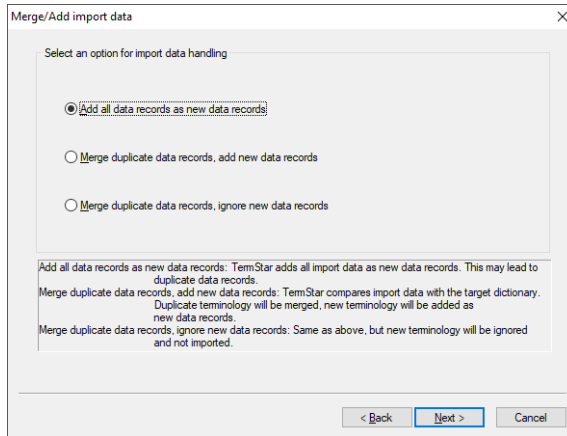 Merge/Add import data
Select an option for import data handling
Add all data records as new data records
Merge duplicate data records, add new data records
Merge duplicate data records, ignore new data records
Add all data records as new data records: TermStar adds all import data as new records. This may lead to
duplicate data records.
Merge duplicate data records, add new data records: TermStar compares import data with the target dictionary.
Duplicate terminology will be merged, new terminology will be added as
new data records.
Merge duplicate data records, ignore new data records: Same as above, but new terminology will be ignored
and not imported.
< Back Next > Cancel